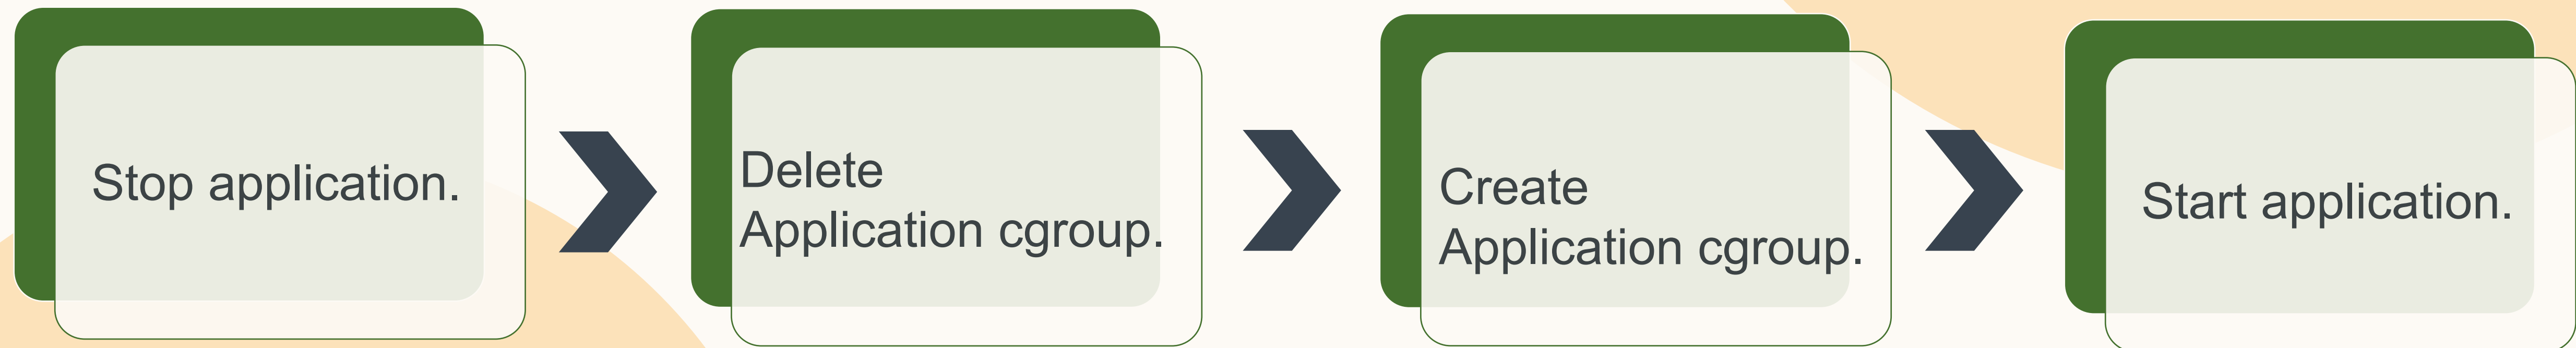 Stop application.
Delete
Application cgroup.
Create
Application cgroup.
Start application.